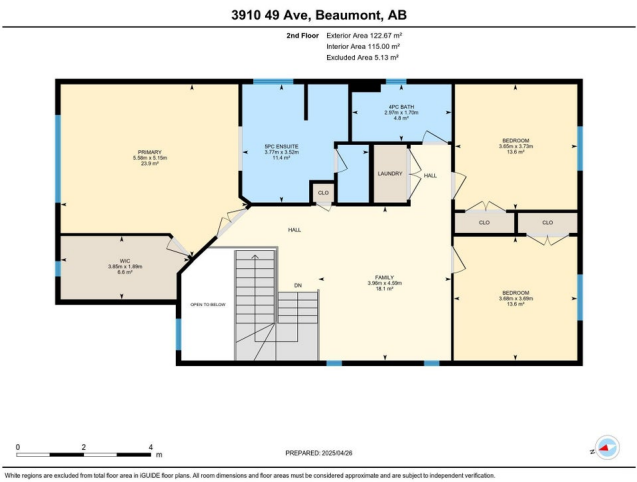 3910 49 Ave, Beaumont, AB
2nd Floor Exterior Area 122.67 m²
Interior Area 115.00 m²
Excluded Area 5.13 m²
4PC BATH
2.97m x 1.70m
4.8 m²
5PC ENSUITE
3.77m x 3.52m
11.4 m²
BEDROOM
3.65m x 3.73m
13.6 m²
PRIMARY
5.58m x 5.15m
23.9 m²
LAUNDRY
HALL
CLO
CLO
CLO
HALL
WIC
3.95m x 1.89m
6.6 m²
FAMILY
3.96m x 4.59m
18.1 m²
DN
BEDROOM
3.68m x 3.69m
13.6 m²
OPEN TO BELOW
0 2 4
m
PREPARED: 2025/04/26
N
White regions are excluded from total floor area in iGUIDE floor plans. All room dimensions and floor areas must be considered approximate and are subject to independent verification.